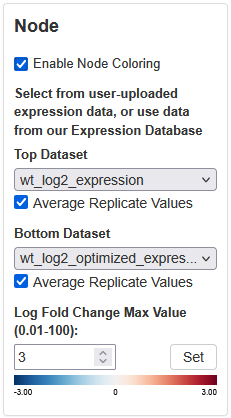 Node
Enable Node Coloring
Select from user-uploaded
expression data, or use data
from our Expression Database
Top Dataset
wt_log2_expression
Average Replicate Values
Bottom Dataset
wt_log2_optimized_expres...
Average Replicate Values
Log Fold Change Max Value
(0.01-100):
3 Set
-3.00 0 3.00